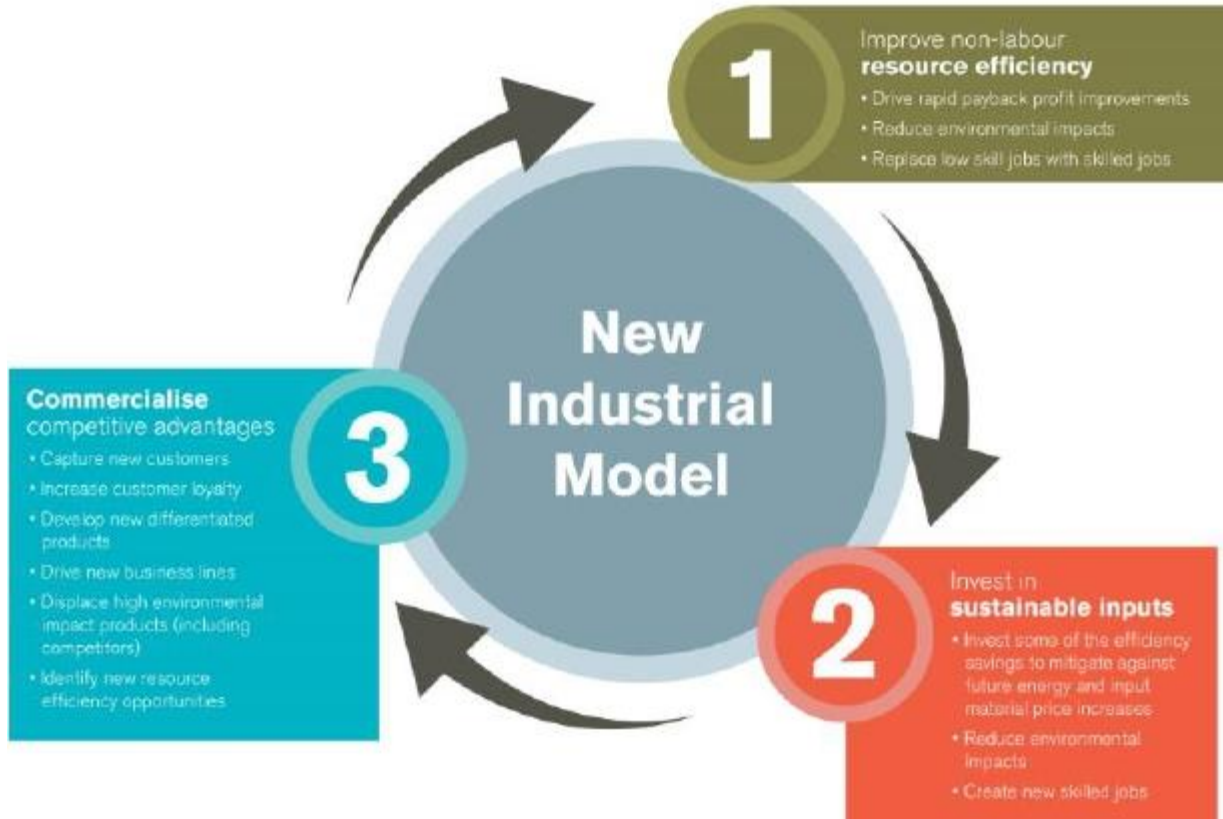 1
Improve non-labour
resource efficiency
• Drive rapid payback profit improvements
• Reduce environmental impacts
• Replace low skill jobs with skilled jobs
New
Industrial
Model
2
Invest in
sustainable inputs
• Invest some of the efficiency
savings to mitigate against
future energy and input
material price increases
• Reduce environmental
impacts
• Create new skilled jobs
3
Commercialise
competitive advantages
• Capture new customers
• Increase customer loyalty
• Develop new differentiated
products
• Drive new business lines
• Displace high environmental
impact products (including
competitors)
• Identify new resource
efficiency opportunities